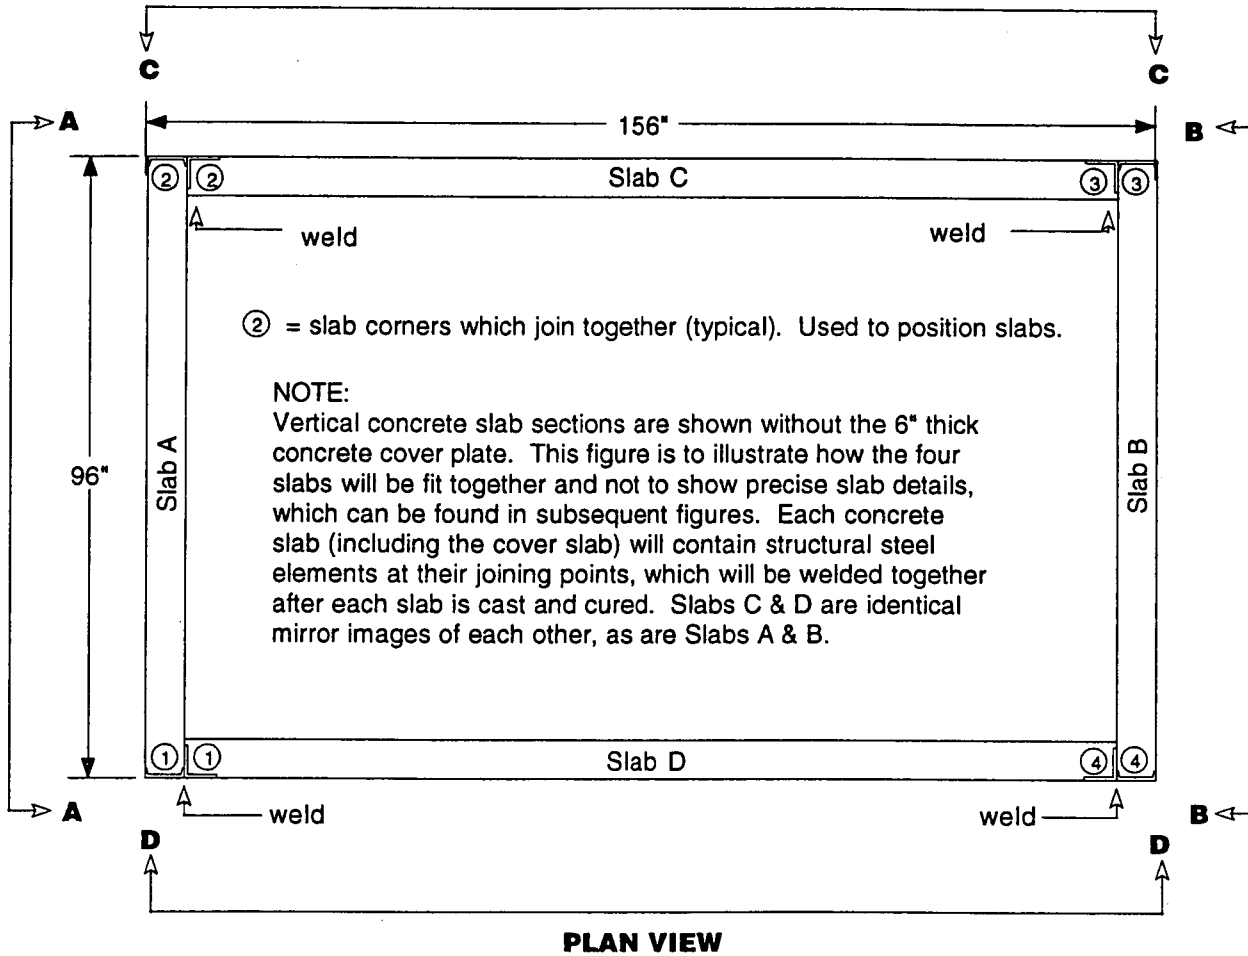 C C
A 156" B
② ② Slab C ③ ③
weld weld
② = slab corners which join together (typical). Used to position slabs.
NOTE:
Vertical concrete slab sections are shown without the 6" thick
concrete cover plate. This figure is to illustrate how the four
slabs will be fit together and not to show precise slab details,
which can be found in subsequent figures. Each concrete
slab (including the cover slab) will contain structural steel
elements at their joining points, which will be welded together
after each slab is cast and cured. Slabs C & D are identical
mirror images of each other, as are Slabs A & B.
96"
Slab A
Slab B
① ① Slab D ④ ④
weld weld
A B
D D
PLAN VIEW